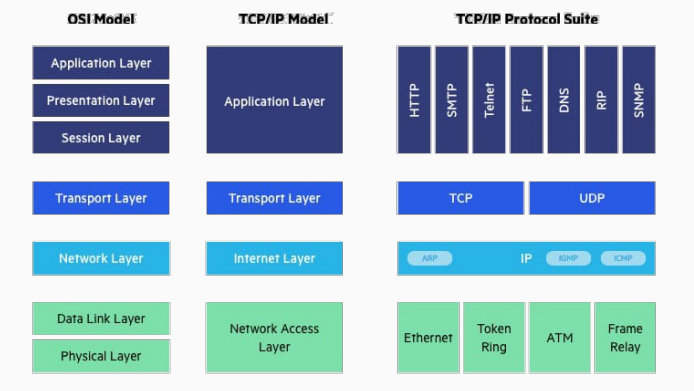 OSI Model
TCP/IP Model
TCP/IP Protocol Suite
Application Layer
Presentation Layer
Session Layer
Application Layer
HTTP
SMTP
Telnet
FTP
DNS
RIP
SNMP
Transport Layer
Transport Layer
TCP
UDP
Network Layer
Internet Layer
ARP
IP
IGMP
ICMP
Data Link Layer
Physical Layer
Network Access
Layer
Ethernet
Token
Ring
ATM
Frame
Relay